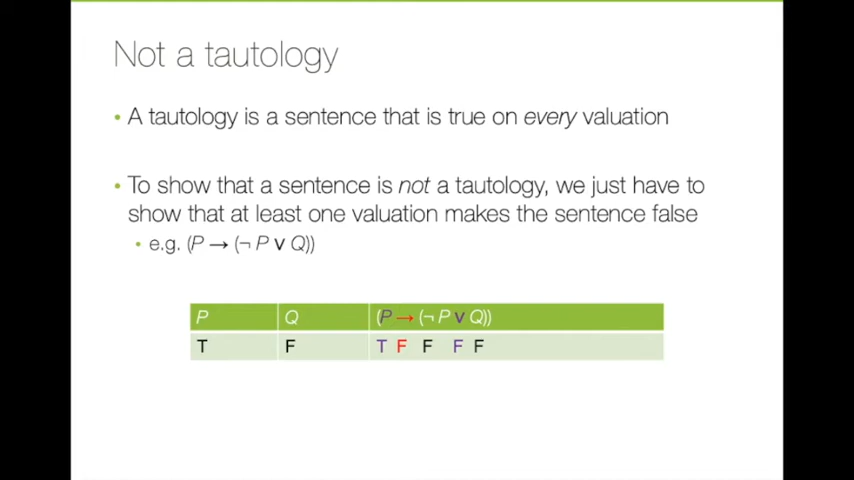 Not a tautology
• A tautology is a sentence that is true on every valuation
• To show that a sentence is not a tautology, we just have to
show that at least one valuation makes the sentence false
• e.g. (P → (¬ P ∨ Q))
P Q (P → (¬ P ∨ Q))
T F T F F F F